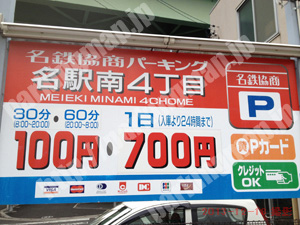 名鉄協商パーキング
名駅南4丁目
MEIEKI MINAMI 4CHOME
30分・60分
(8:00-20:00) (20:00-8:00)
1日(入庫より24時間まで)
100円・700円
名鉄協商
P
QPカード
クレジット
OK
VISA
DC